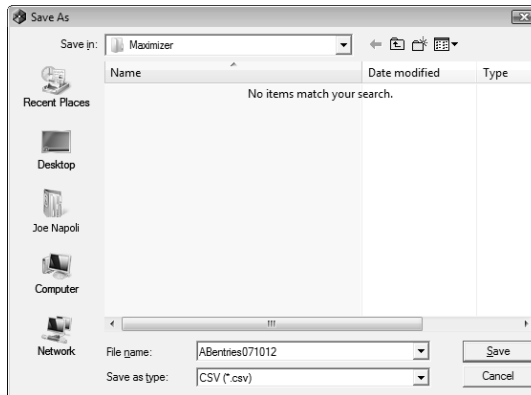 Save As
Save in:
Maximizer
Name
Date modified
Type
No items match your search.
Recent Places
Desktop
Joe Napoli
Computer
Network
File name:
ABentries071012
Save
Save as type:
CSV (*.csv)
Cancel